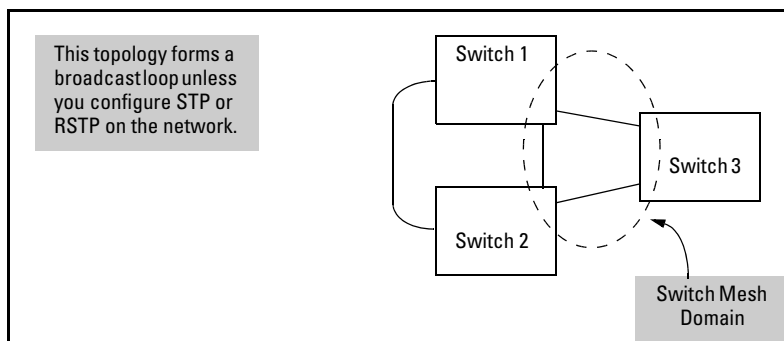 This topology forms a
broadcast loop unless
you configure STP or
RSTP on the network.
Switch 1
Switch 3
Switch 2
Switch Mesh
Domain